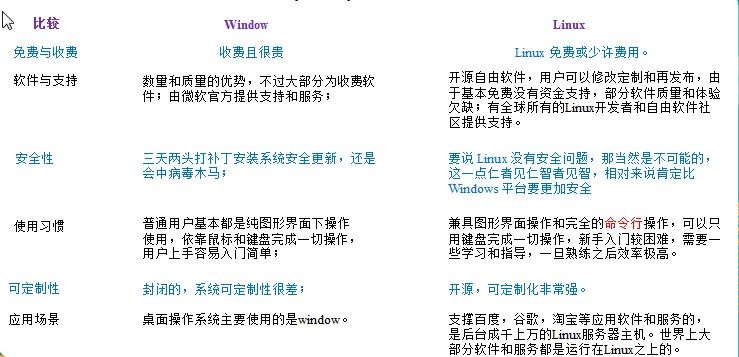 比较 Window Linux
免费与收费 收费且很贵 Linux 免费或少许费用。
软件与支持
数量和质量的优势，不过大部分为收费软
件；由微软官方提供支持和服务；
开源自由软件，用户可以修改定制和再发布，由
于基本免费没有资金支持，部分软件质量和体验
欠缺；有全球所有的Linux开发者和自由软件社
区提供支持。
安全性
三天两头打补丁安装系统安全更新，还是
会中病毒木马；
要说 Linux 没有安全问题，那当然是不可能的，
这一点仁者见仁智者见智，相对来说肯定比
Windows 平台要更加安全
使用习惯
普通用户基本都是纯图形界面下操作
使用，依靠鼠标和键盘完成一切操作，
用户上手容易入门简单；
兼具图形界面操作和完全的命令行操作，可以只
用键盘完成一切操作，新手入门较困难，需要一
些学习和指导，一旦熟练之后效率极高。
可定制性 封闭的，系统可定制性很差； 开源，可定制化非常强。
应用场景
桌面操作系统主要使用的是window。
支撑百度，谷歌，淘宝等应用软件和服务的，
是后台成千上万的Linux服务器主机。世界上大
部分软件和服务都是运行在Linux之上的。